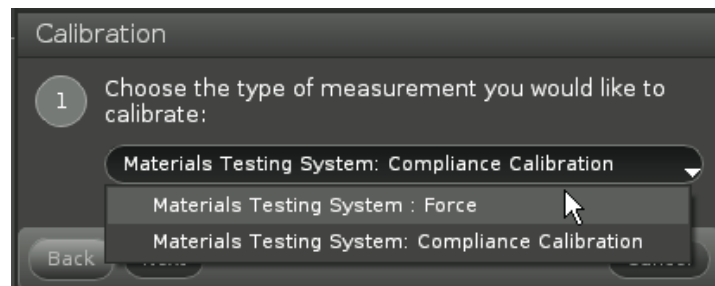 Calibration
1
Choose the type of measurement you would like to
calibrate:
Materials Testing System: Compliance Calibration
Materials Testing System : Force
Materials Testing System: Compliance Calibration
Back